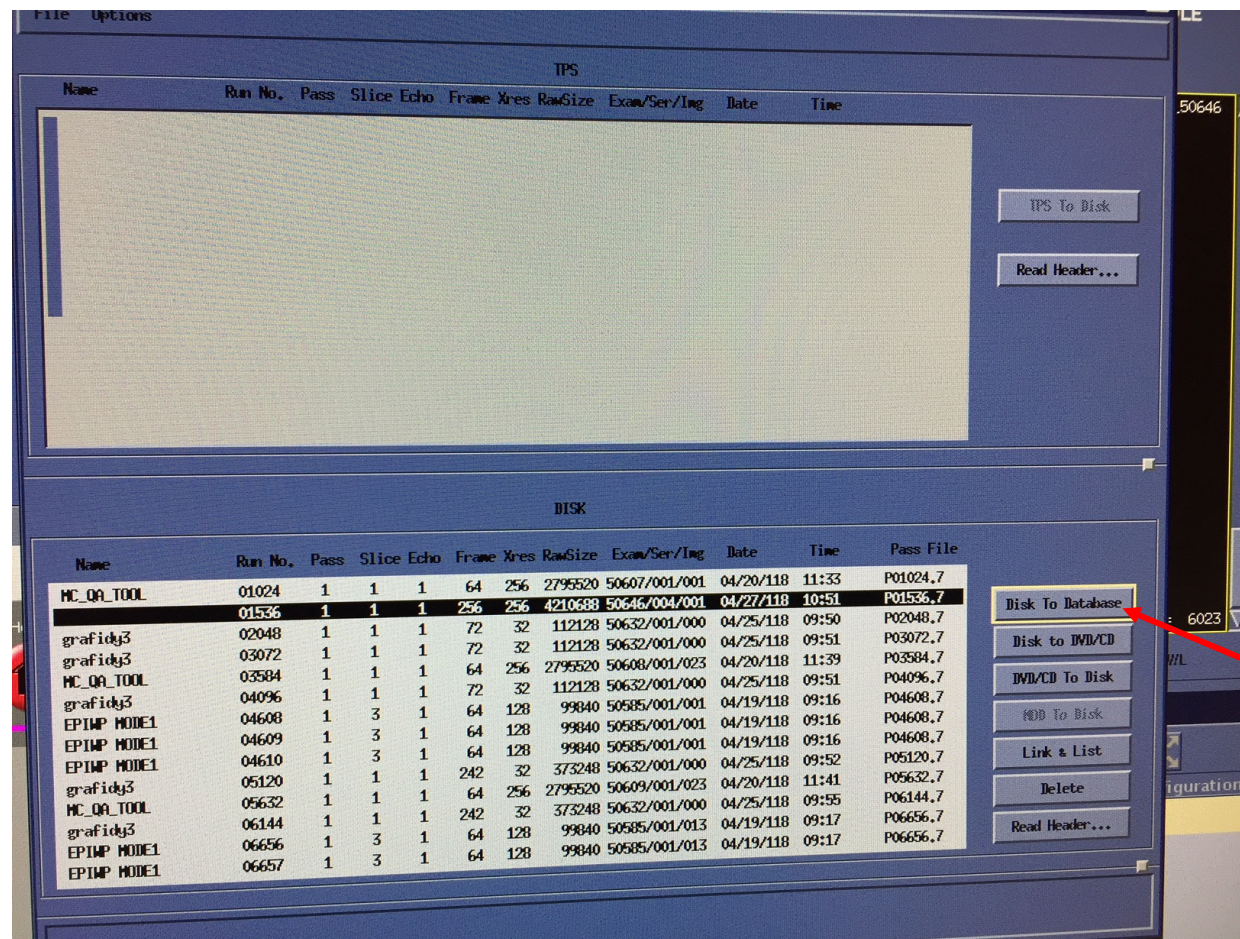 File Options
LE
TPS
Name Run No. Pass Slice Echo Frame Xres RawSize Exam/Ser/Img Date Time
50646
TPS To Disk
Read Header...
DISK
Name Run No. Pass Slice Echo Frame Xres RawSize Exam/Ser/Img Date Time Pass File
MC_QA_TOOL 01024 1 1 1 64 256 2795520 50607/001/001 04/20/118 11:33 P01024.7
01536 1 1 1 256 256 4210688 50646/004/001 04/27/118 10:51 P01536.7
grafidy3 02048 1 1 1 72 32 112128 50632/001/000 04/25/118 09:50 P02048.7
grafidy3 03072 1 1 1 72 32 112128 50632/001/000 04/25/118 09:51 P03072.7
MC_QA_TOOL 03584 1 1 1 64 256 2795520 50608/001/023 04/20/118 11:39 P03584.7
grafidy3 04096 1 1 1 72 32 112128 50632/001/000 04/25/118 09:51 P04096.7
EPIWP MODE1 04608 1 3 1 64 128 99840 50585/001/001 04/19/118 09:16 P04608.7
EPIWP MODE1 04609 1 3 1 64 128 99840 50585/001/001 04/19/118 09:16 P04608.7
EPIWP MODE1 04610 1 3 1 64 128 99840 50585/001/001 04/19/118 09:16 P04608.7
grafidy3 05120 1 1 1 242 32 373248 50632/001/000 04/25/118 09:52 P05120.7
MC_QA_TOOL 05632 1 1 1 64 256 2795520 50609/001/023 04/20/118 11:41 P05632.7
grafidy3 06144 1 1 1 242 32 373248 50632/001/000 04/25/118 09:55 P06144.7
EPIWP MODE1 06656 1 3 1 64 128 99840 50585/001/013 04/19/118 09:17 P06656.7
EPIWP MODE1 06657 1 3 1 64 128 99840 50585/001/013 04/19/118 09:17 P06656.7
Disk To Database
Disk to DVD/CD
DVD/CD To Disk
MOD To Disk
Link & List
Delete
Read Header...
6023
W/L
iguration